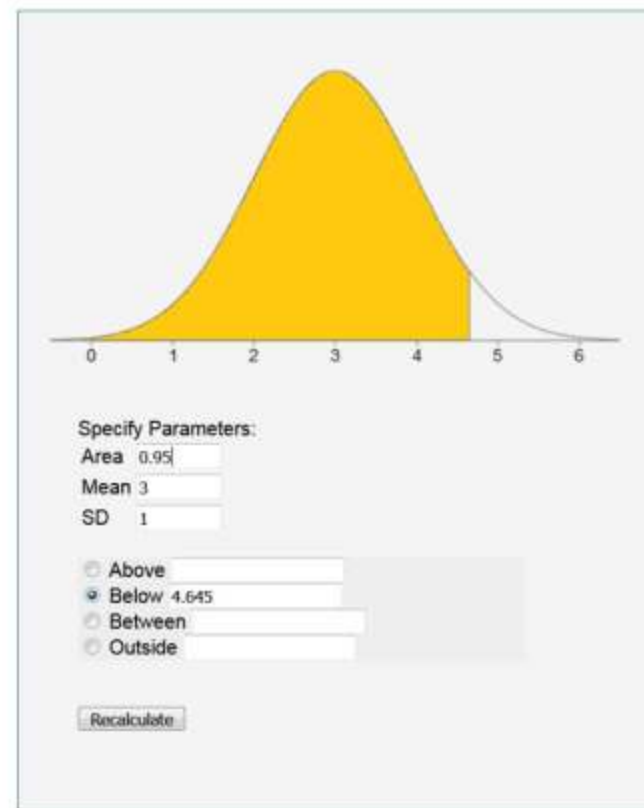 0 1 2 3 4 5 6
Specify Parameters:
Area 0.95
Mean 3
SD 1
Above
Below 4.645
Between
Outside
Recalculate